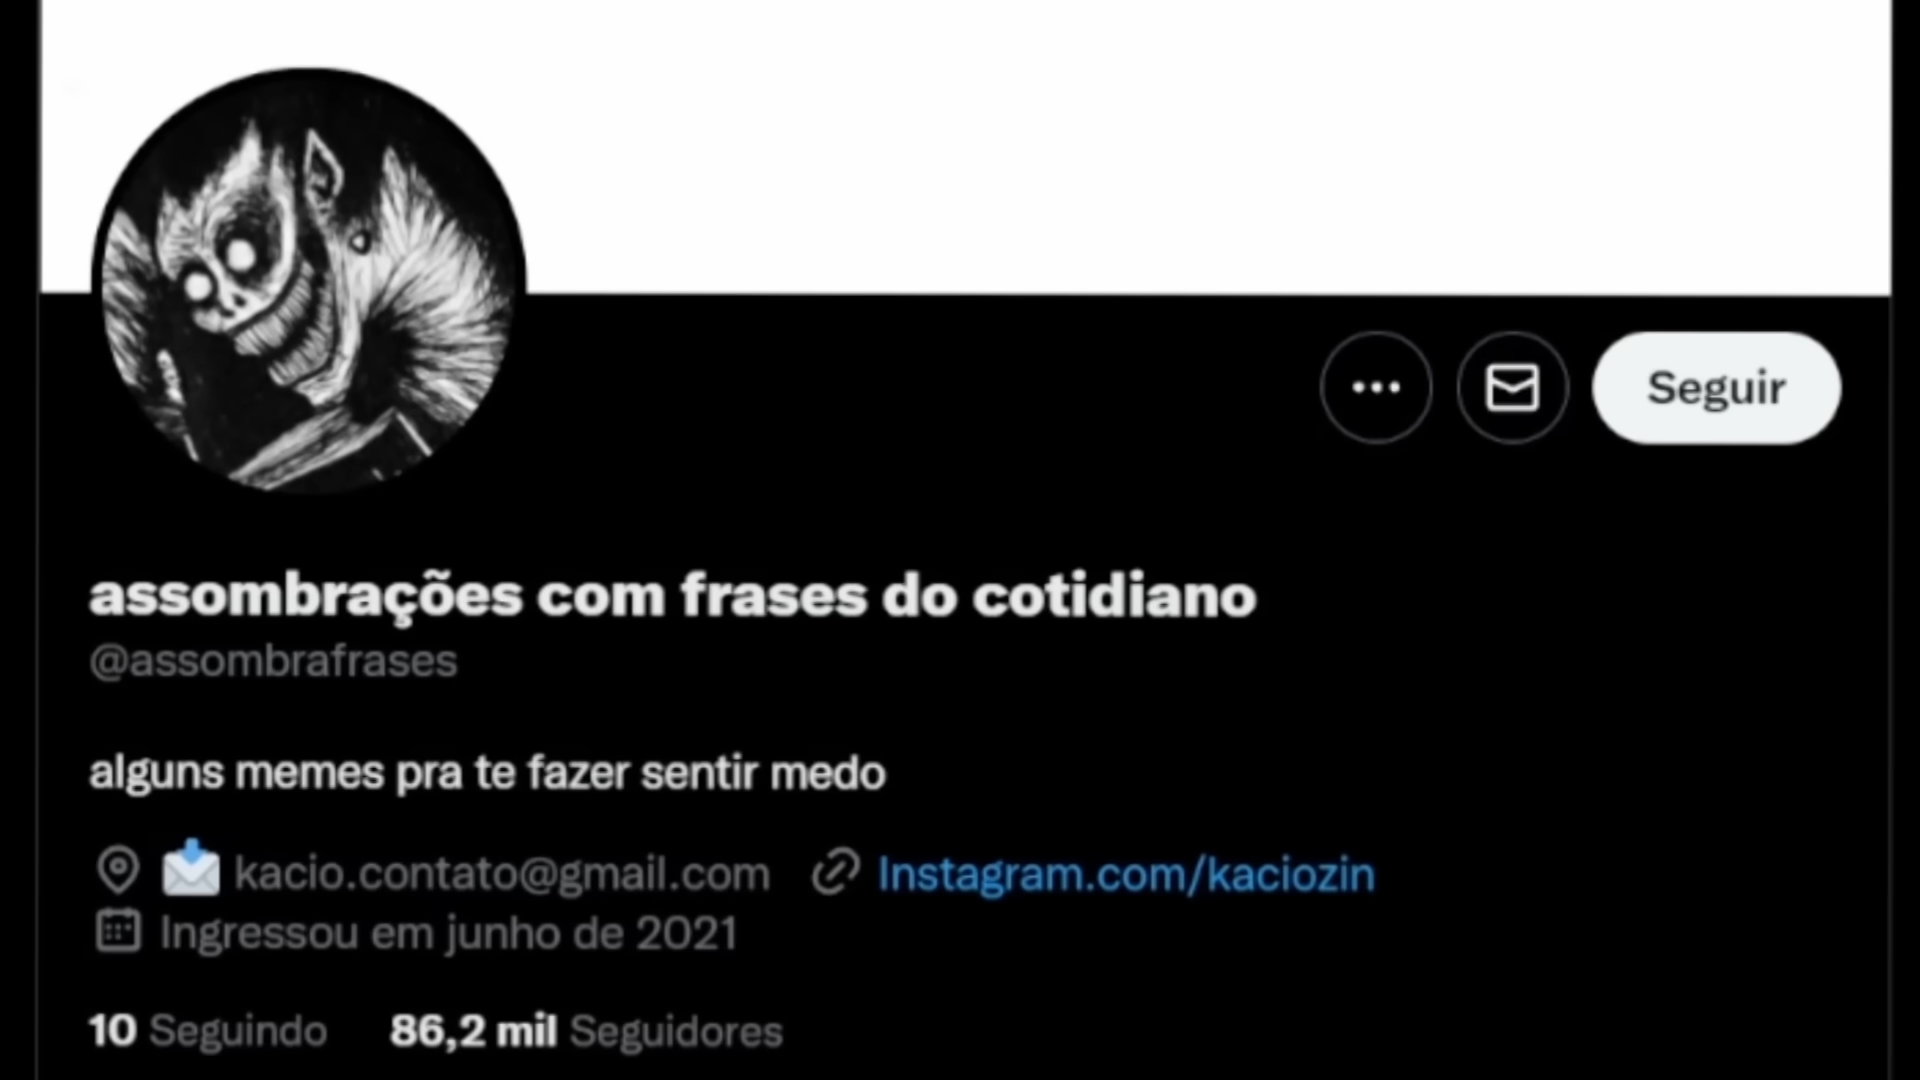 Seguir
assombrações com frases do cotidiano
@assombrafrases
alguns memes pra te fazer sentir medo
kacio.contato@gmail.com Instagram.com/kaciozin
Ingressou em junho de 2021
10 Seguindo 86,2 mil Seguidores